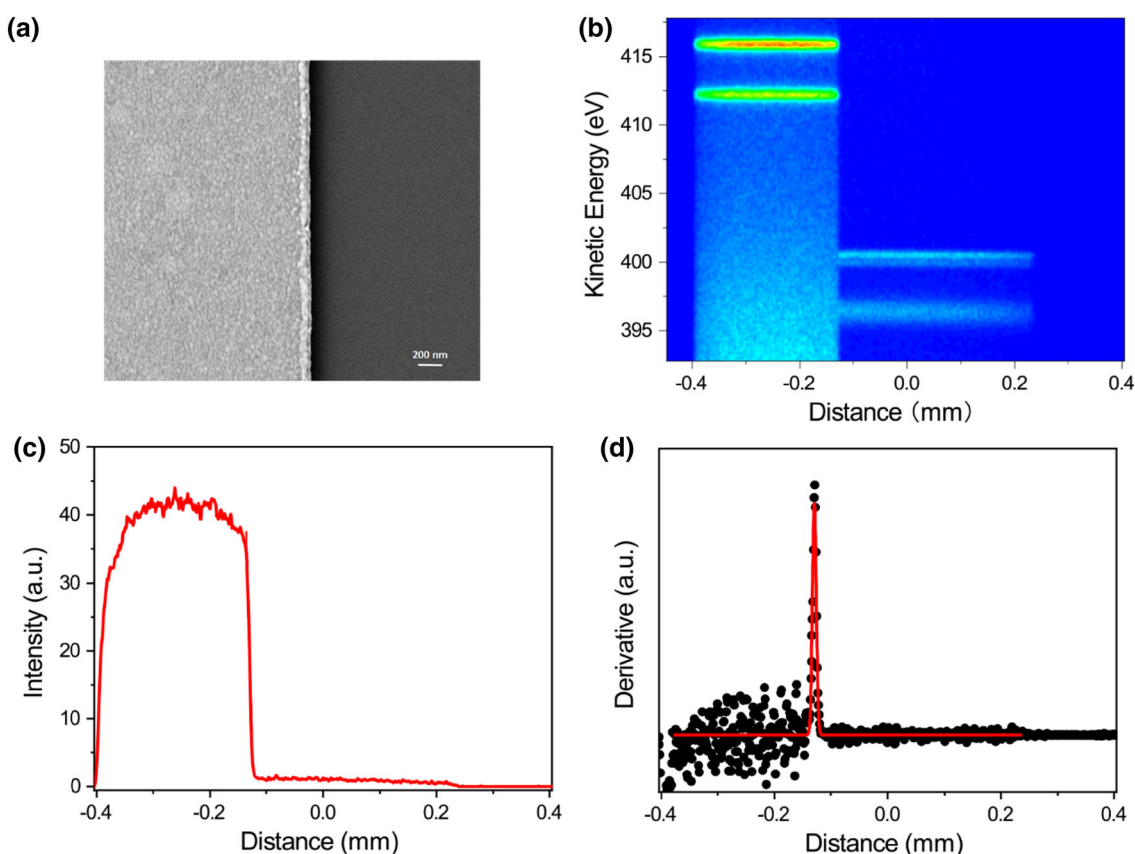 (a)
200 nm
(b)
Kinetic Energy (eV)
415
410
405
400
395
-0.4 -0.2 0.0 0.2 0.4
Distance (mm)
(c)
Intensity (a.u.)
50
40
30
20
10
0
-0.4 -0.2 0.0 0.2 0.4
Distance (mm)
(d)
Derivative (a.u.)
-0.4 -0.2 0.0 0.2 0.4
Distance (mm)